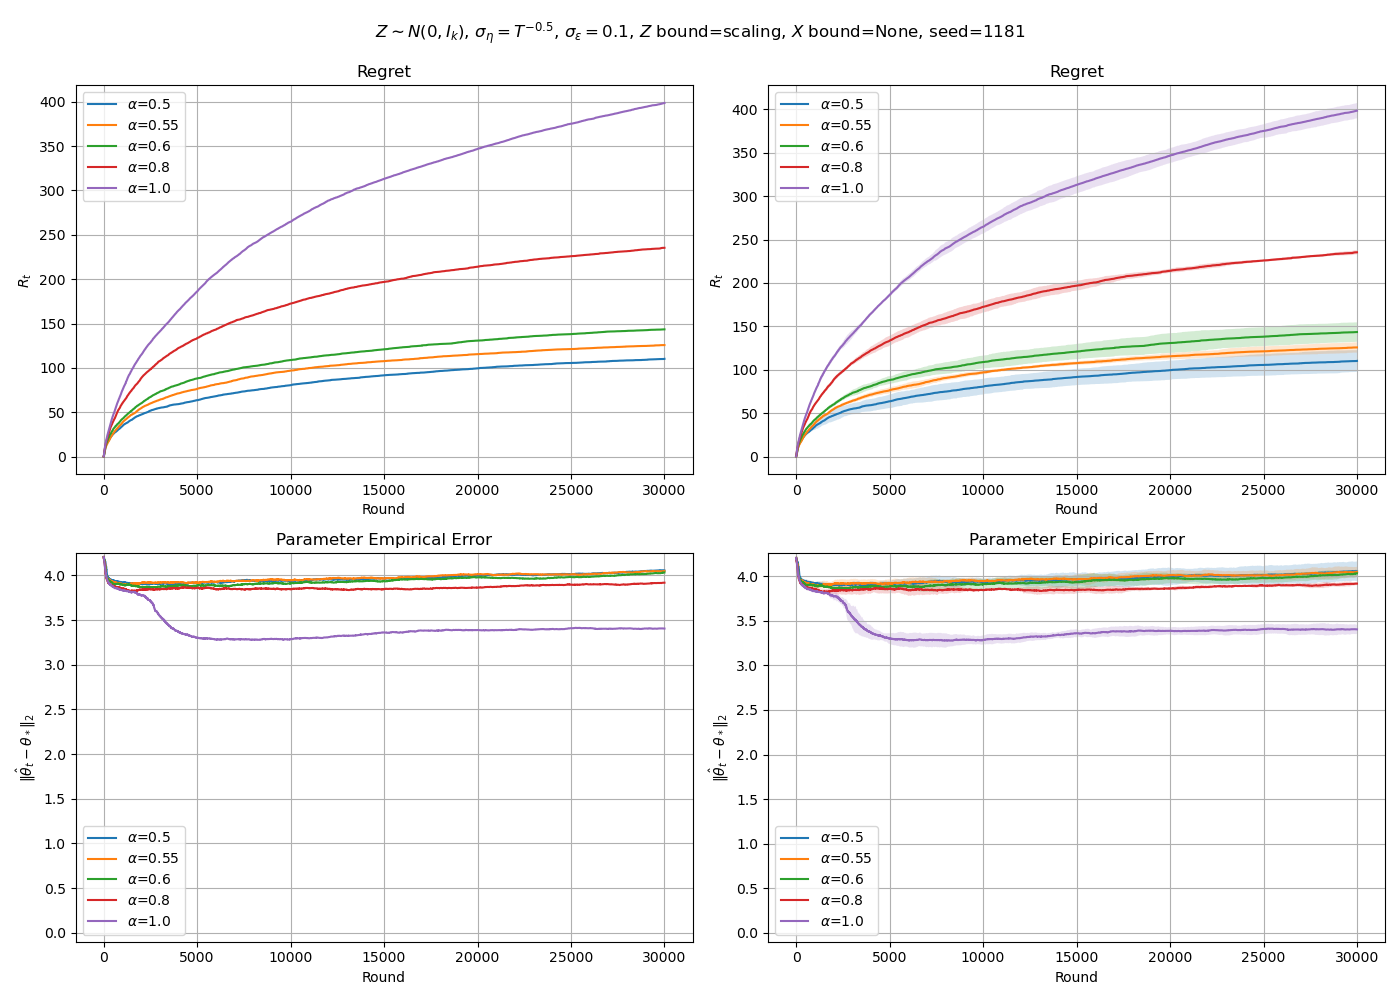 Z ~ N(0, I_k), σ_η = T^{-0.5}, σ_ε = 0.1, Z bound=scaling, X bound=None, seed=1181
Regret
R_t
400
350
300
250
200
150
100
50
0
α=0.5
α=0.55
α=0.6
α=0.8
α=1.0
0 5000 10000 15000 20000 25000 30000
Round
Regret
R_t
400
350
300
250
200
150
100
50
0
α=0.5
α=0.55
α=0.6
α=0.8
α=1.0
0 5000 10000 15000 20000 25000 30000
Round
Parameter Empirical Error
‖θ̂_t − θ_*‖_2
4.0
3.5
3.0
2.5
2.0
1.5
1.0
0.5
0.0
α=0.5
α=0.55
α=0.6
α=0.8
α=1.0
0 5000 10000 15000 20000 25000 30000
Round
Parameter Empirical Error
‖θ̂_t − θ_*‖_2
4.0
3.5
3.0
2.5
2.0
1.5
1.0
0.5
0.0
α=0.5
α=0.55
α=0.6
α=0.8
α=1.0
0 5000 10000 15000 20000 25000 30000
Round